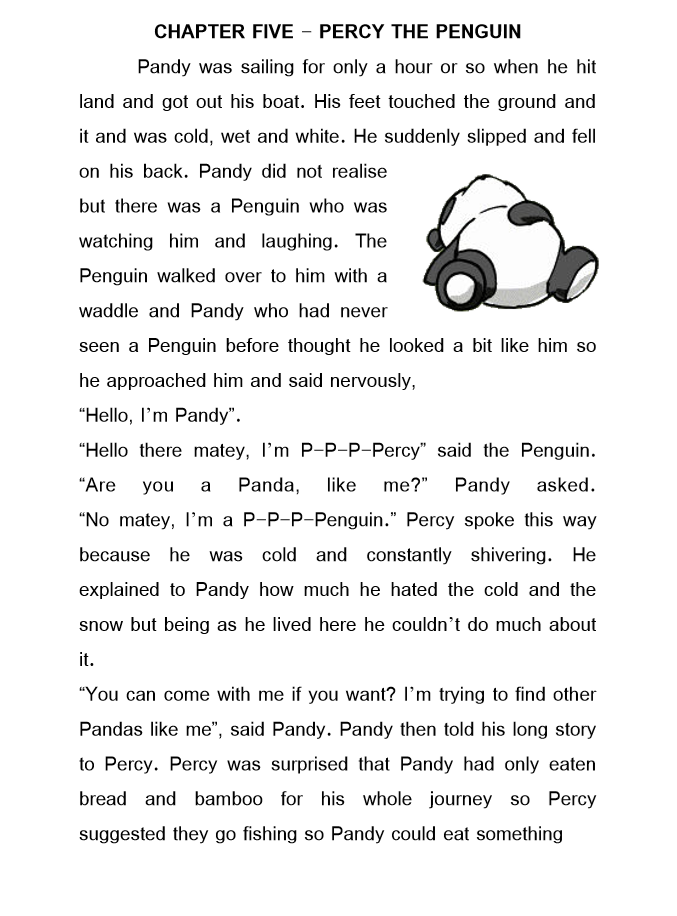 CHAPTER FIVE – PERCY THE PENGUIN
Pandy was sailing for only a hour or so when he hit
land and got out his boat. His feet touched the ground and
it and was cold, wet and white. He suddenly slipped and fell
on his back. Pandy did not realise
but there was a Penguin who was
watching him and laughing. The
Penguin walked over to him with a
waddle and Pandy who had never
seen a Penguin before thought he looked a bit like him so
he approached him and said nervously,
“Hello, I’m Pandy”.
“Hello there matey, I’m P–P–P–Percy” said the Penguin.
“Are you a Panda, like me?” Pandy asked.
“No matey, I’m a P–P–P–Penguin.” Percy spoke this way
because he was cold and constantly shivering. He
explained to Pandy how much he hated the cold and the
snow but being as he lived here he couldn’t do much about
it.
“You can come with me if you want? I’m trying to find other
Pandas like me”, said Pandy. Pandy then told his long story
to Percy. Percy was surprised that Pandy had only eaten
bread and bamboo for his whole journey so Percy
suggested they go fishing so Pandy could eat something